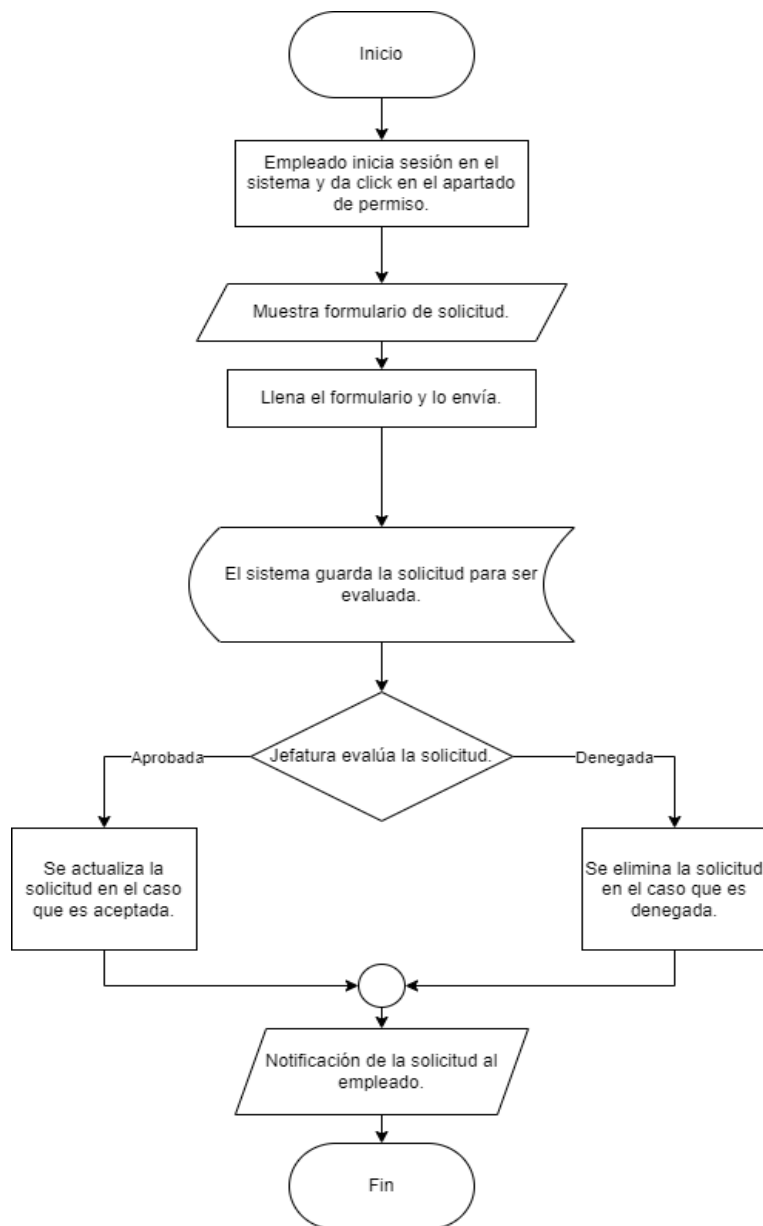 Inicio
Empleado inicia sesión en el
sistema y da click en el apartado
de permiso.
Muestra formulario de solicitud.
Llena el formulario y lo envía.
El sistema guarda la solicitud para ser
evaluada.
Jefatura evalúa la solicitud.
Aprobada
Denegada
Se actualiza la
solicitud en el caso
que es aceptada.
Se elimina la solicitud
en el caso que es
denegada.
Notificación de la solicitud al
empleado.
Fin